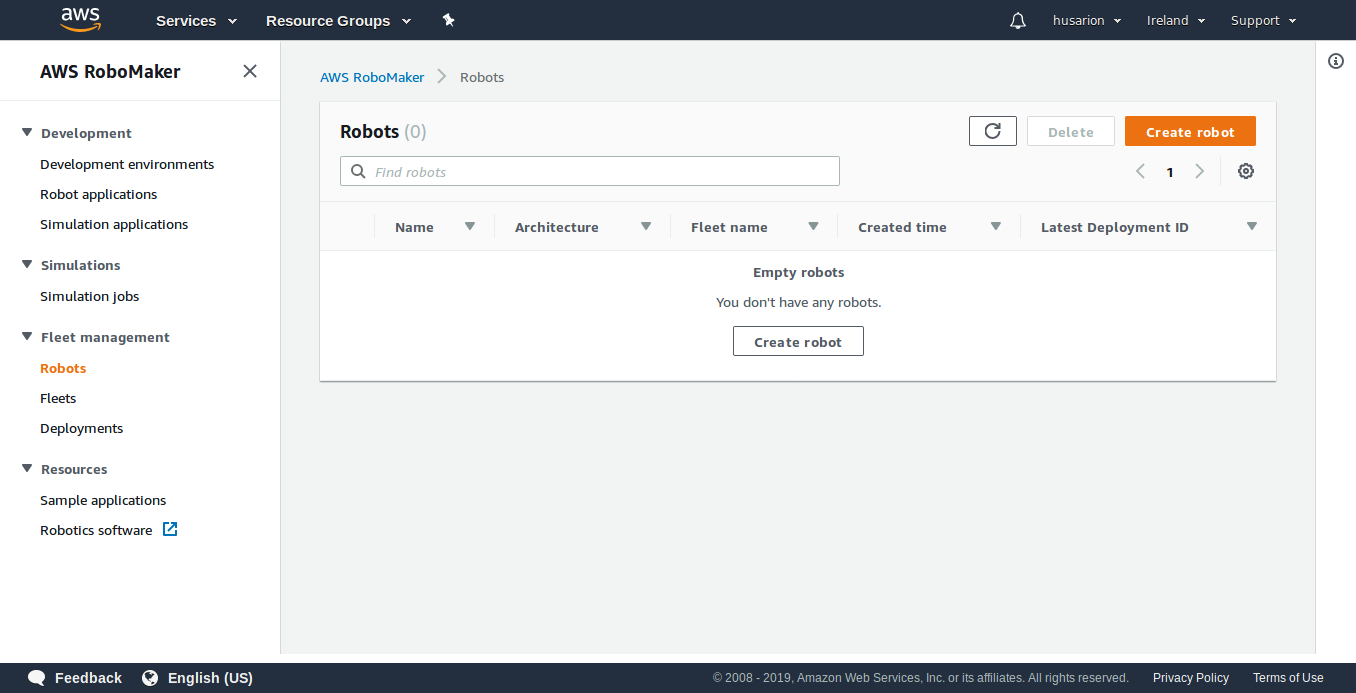 aws Services Resource Groups husarion Ireland Support
AWS RoboMaker
Development
Development environments
Robot applications
Simulation applications
Simulations
Simulation jobs
Fleet management
Robots
Fleets
Deployments
Resources
Sample applications
Robotics software
AWS RoboMaker Robots
Robots (0) Delete Create robot
Find robots 1
Name Architecture Fleet name Created time Latest Deployment ID
Empty robots
You don't have any robots.
Create robot
Feedback English (US) © 2008 - 2019, Amazon Web Services, Inc. or its affiliates. All rights reserved. Privacy Policy Terms of Use